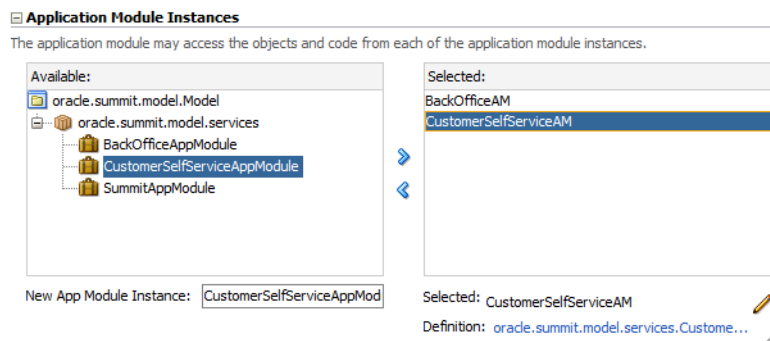 Application Module Instances
The application module may access the objects and code from each of the application module instances.
Available:
oracle.summit.model.Model
oracle.summit.model.services
BackOfficeAppModule
CustomerSelfServiceAppModule
SummitAppModule
New App Module Instance: CustomerSelfServiceAppMod
Selected:
BackOfficeAM
CustomerSelfServiceAM
Selected: CustomerSelfServiceAM
Definition: oracle.summit.model.services.Custome...